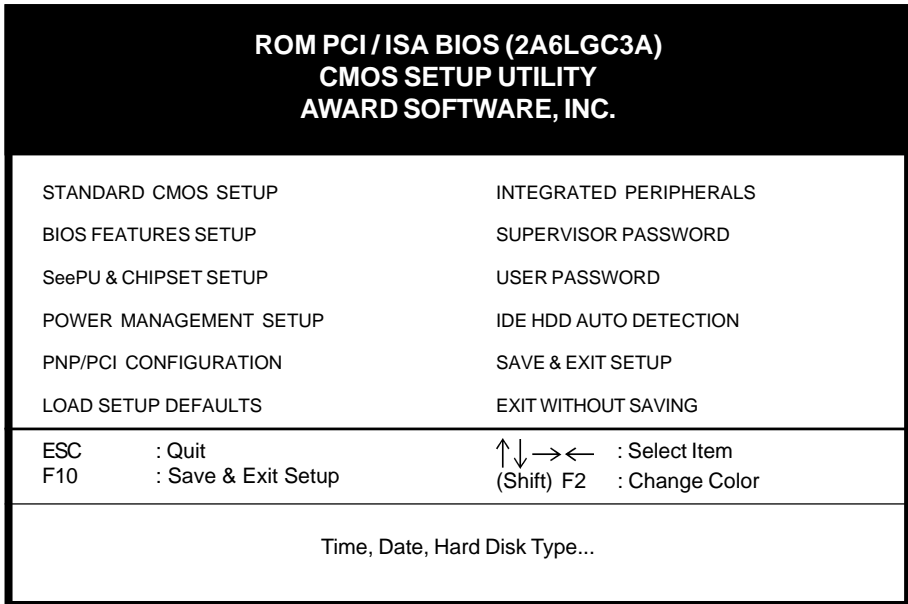 ROM PCI / ISA BIOS (2A6LGC3A)
CMOS SETUP UTILITY
AWARD SOFTWARE, INC.
STANDARD CMOS SETUP
INTEGRATED PERIPHERALS
BIOS FEATURES SETUP
SUPERVISOR PASSWORD
SeePU & CHIPSET SETUP
USER PASSWORD
POWER MANAGEMENT SETUP
IDE HDD AUTO DETECTION
PNP/PCI CONFIGURATION
SAVE & EXIT SETUP
LOAD SETUP DEFAULTS
EXIT WITHOUT SAVING
ESC : Quit
↑↓→← : Select Item
F10 : Save & Exit Setup
(Shift) F2 : Change Color
Time, Date, Hard Disk Type...